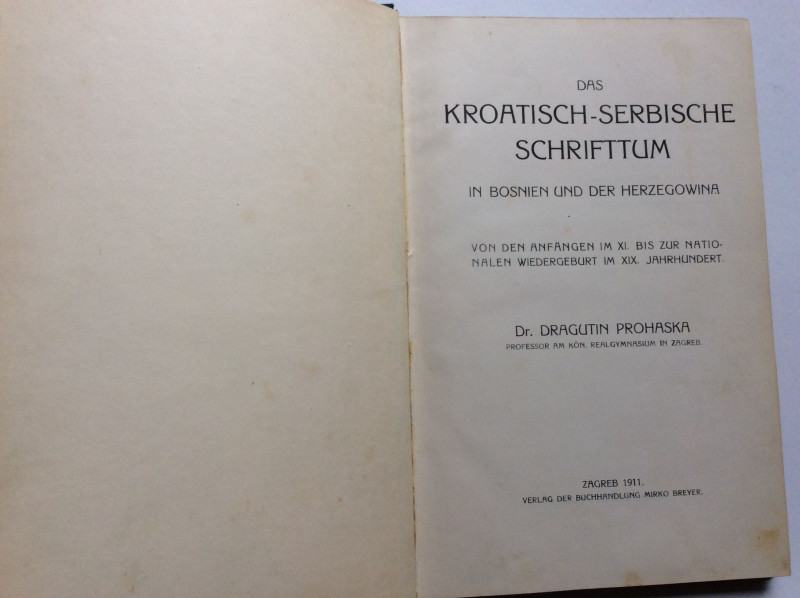 DAS
KROATISCH-SERBISCHE
SCHRIFTTUM
IN BOSNIEN UND DER HERZEGOWINA
VON DEN ANFÄNGEN IM XI. BIS ZUR NATIO-
NALEN WIEDERGEBURT IM XIX. JAHRHUNDERT.
Dr. DRAGUTIN PROHASKA
PROFESSOR AM KÖN. REALGYMNASIUM IN ZAGREB.
ZAGREB 1911.
VERLAG DER BUCHHANDLUNG MIRKO BREYER.